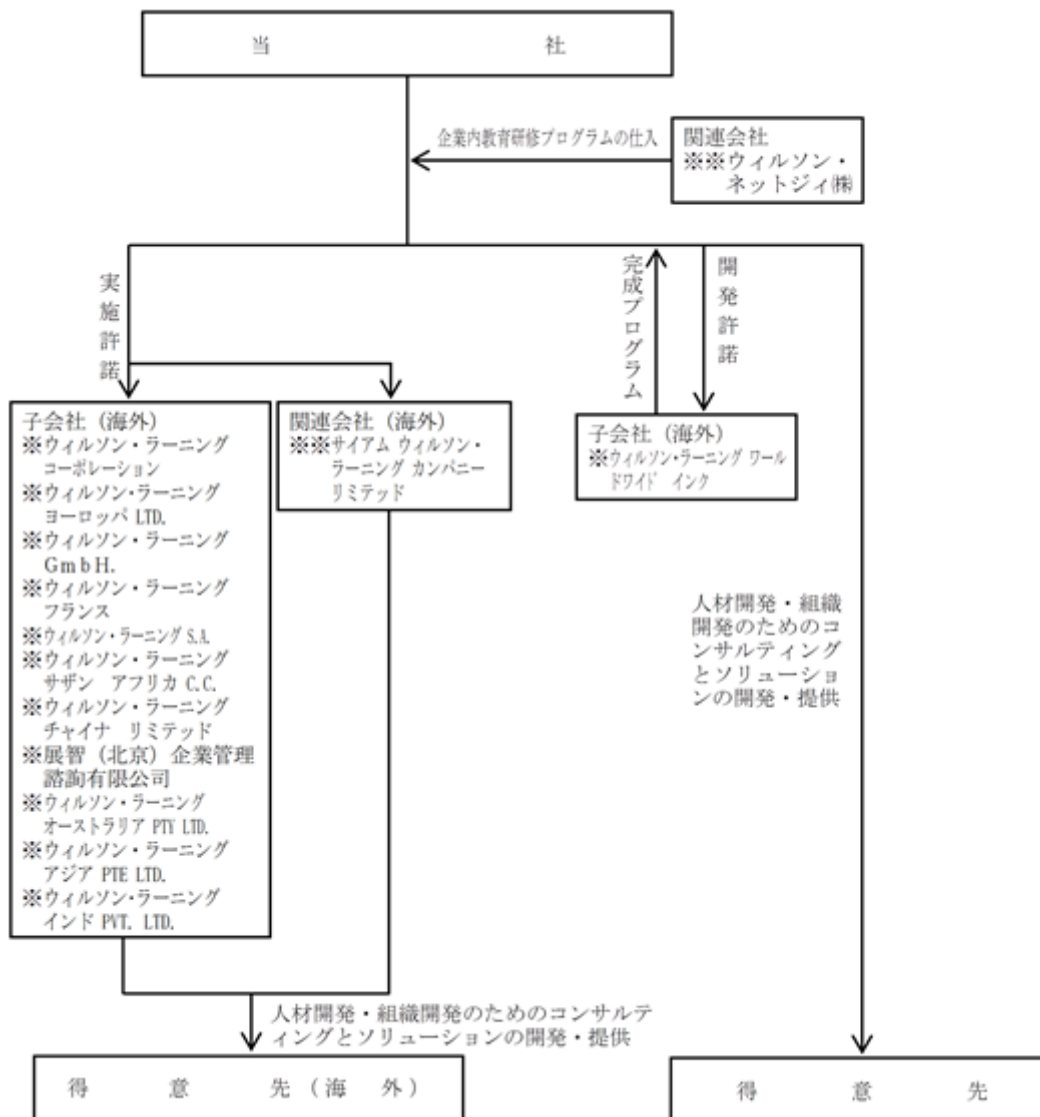 当 社
企業内教育研修プログラムの仕入
関連会社
※※ウィルソン・
ネットジィ㈱
実施許諾
完成プログラム
開発許諾
子会社（海外）
※ウィルソン・ラーニング
コーポレーション
※ウィルソン・ラーニング
ヨーロッパ LTD.
※ウィルソン・ラーニング
GmbH.
※ウィルソン・ラーニング
フランス
※ウィルソン・ラーニング S.A.
※ウィルソン・ラーニング
サザン アフリカ C.C.
※ウィルソン・ラーニング
チャイナ リミテッド
※展智（北京）企業管理
諮詢有限公司
※ウィルソン・ラーニング
オーストラリア PTY LTD.
※ウィルソン・ラーニング
アジア PTE LTD.
※ウィルソン・ラーニング
インド PVT. LTD.
関連会社（海外）
※※サイアム ウィルソン・
ラーニング カンパニー
リミテッド
子会社（海外）
※ウィルソン・ラーニング ワール
ドワイド インク
人材開発・組織
開発のためのコ
ンサルティング
とソリューショ
ンの開発・提供
人材開発・組織開発のためのコンサルテ
ィングとソリューションの開発・提供
得 意 先（海 外）
得 意 先